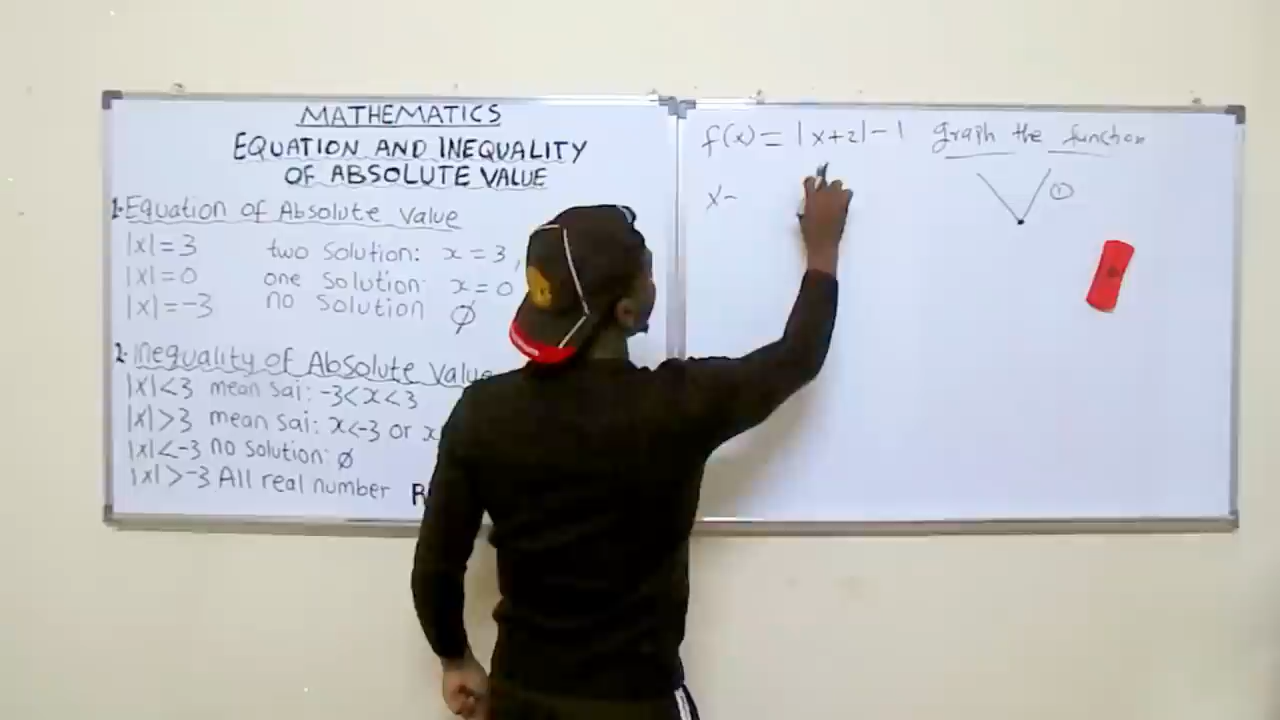 MATHEMATICS
EQUATION AND INEQUALITY
OF ABSOLUTE VALUE
1. Equation of Absolute Value
|x|=3 two solution: x=3,
|x|=0 one solution: x=0
|x|=-3 no solution ∅
2. Inequality of Absolute Value
|x|<3 mean sai: -3<x<3
|x|>3 mean sai: x<-3 or x
|x|<-3 no solution: ∅
|x|>-3 All real number R
f(x) = |x+2|-1 graph the function
x-
①